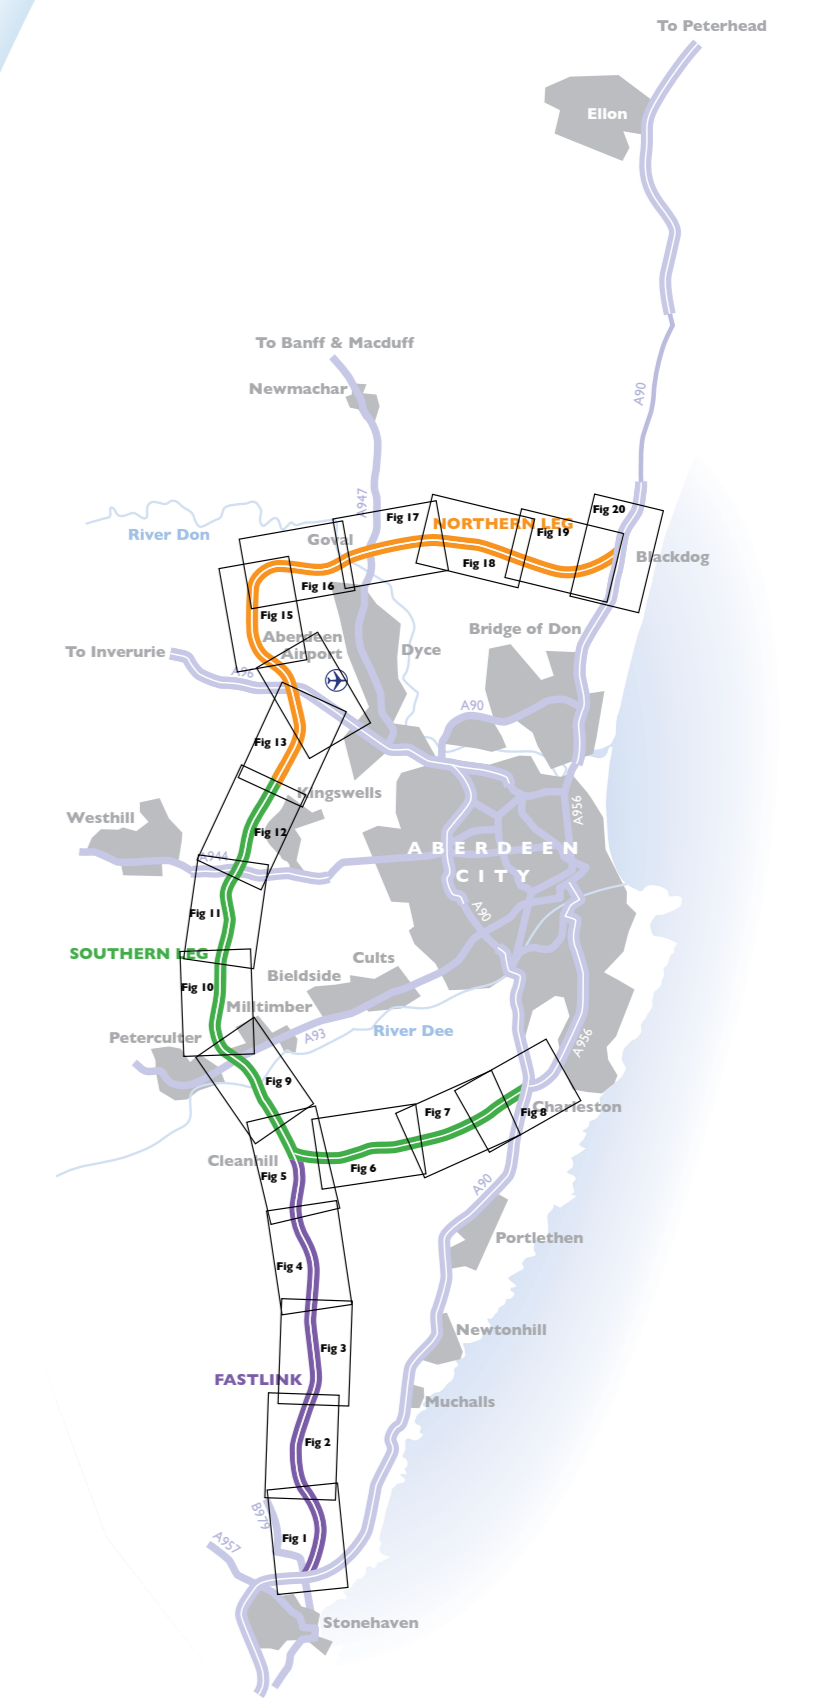 To Peterhead
Ellon
To Banff & Macduff
Newmachar
A90
A947
Fig 20
Fig 17
NORTHERN LEG
Fig 19
River Don
Goval
Blackdog
Fig 18
Fig 16
Fig 15
Bridge of Don
Aberdeen
Airport
Dyce
To Inverurie
A96
A90
Fig 13
Kingswells
Westhill
A956
Fig 12
ABERDEEN
CITY
A944
Fig 11
A90
SOUTHERN LEG
Cults
Bieldside
Fig 10
Milltimber
River Dee
A93
Peterculter
A956
Fig 9
Charleston
Fig 7
Fig 8
Cleanhill
Fig 6
Fig 5
A90
Portlethen
Fig 4
Newtonhill
Fig 3
FASTLINK
Muchalls
Fig 2
B979
Fig 1
A957
Stonehaven